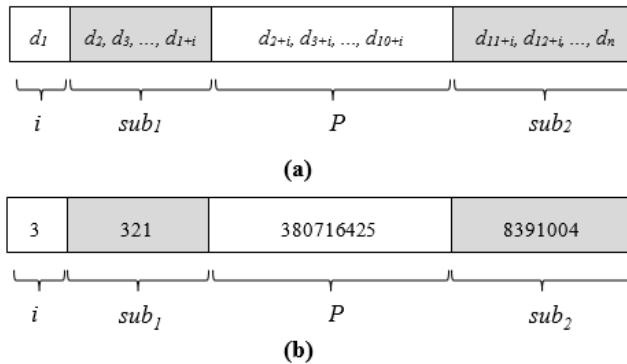 d1 d2, d3, ..., d1+i d2+i, d3+i, ..., d10+i d11+i, d12+i, ..., dn
i sub1 P sub2
(a)
3 321 380716425 8391004
i sub1 P sub2
(b)